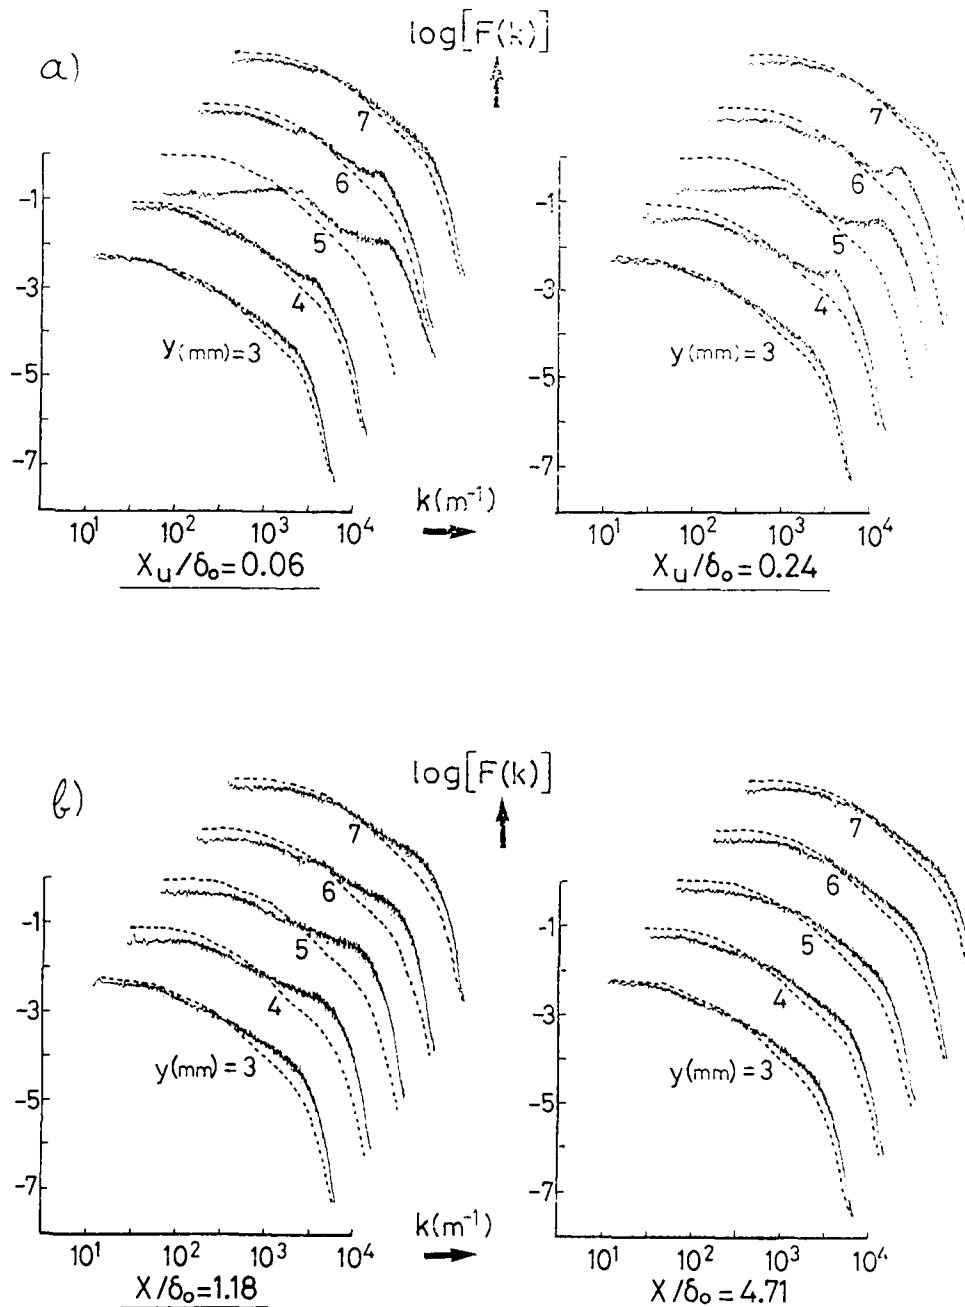 a)
log[F(k)]
7
6
5
4
y(mm)=3
-1
-3
-5
-7
10¹ 10² 10³ 10⁴
k(m⁻¹)
Xu/δo=0.06
7
6
5
4
y(mm)=3
-1
-3
-5
-7
10¹ 10² 10³ 10⁴
Xu/δo=0.24
b)
log[F(k)]
7
6
5
4
y(mm)=3
-1
-3
-5
-7
10¹ 10² 10³ 10⁴
k(m⁻¹)
X/δo=1.18
7
6
5
4
y(mm)=3
-1
-3
-5
-7
10¹ 10² 10³ 10⁴
X/δo=4.71